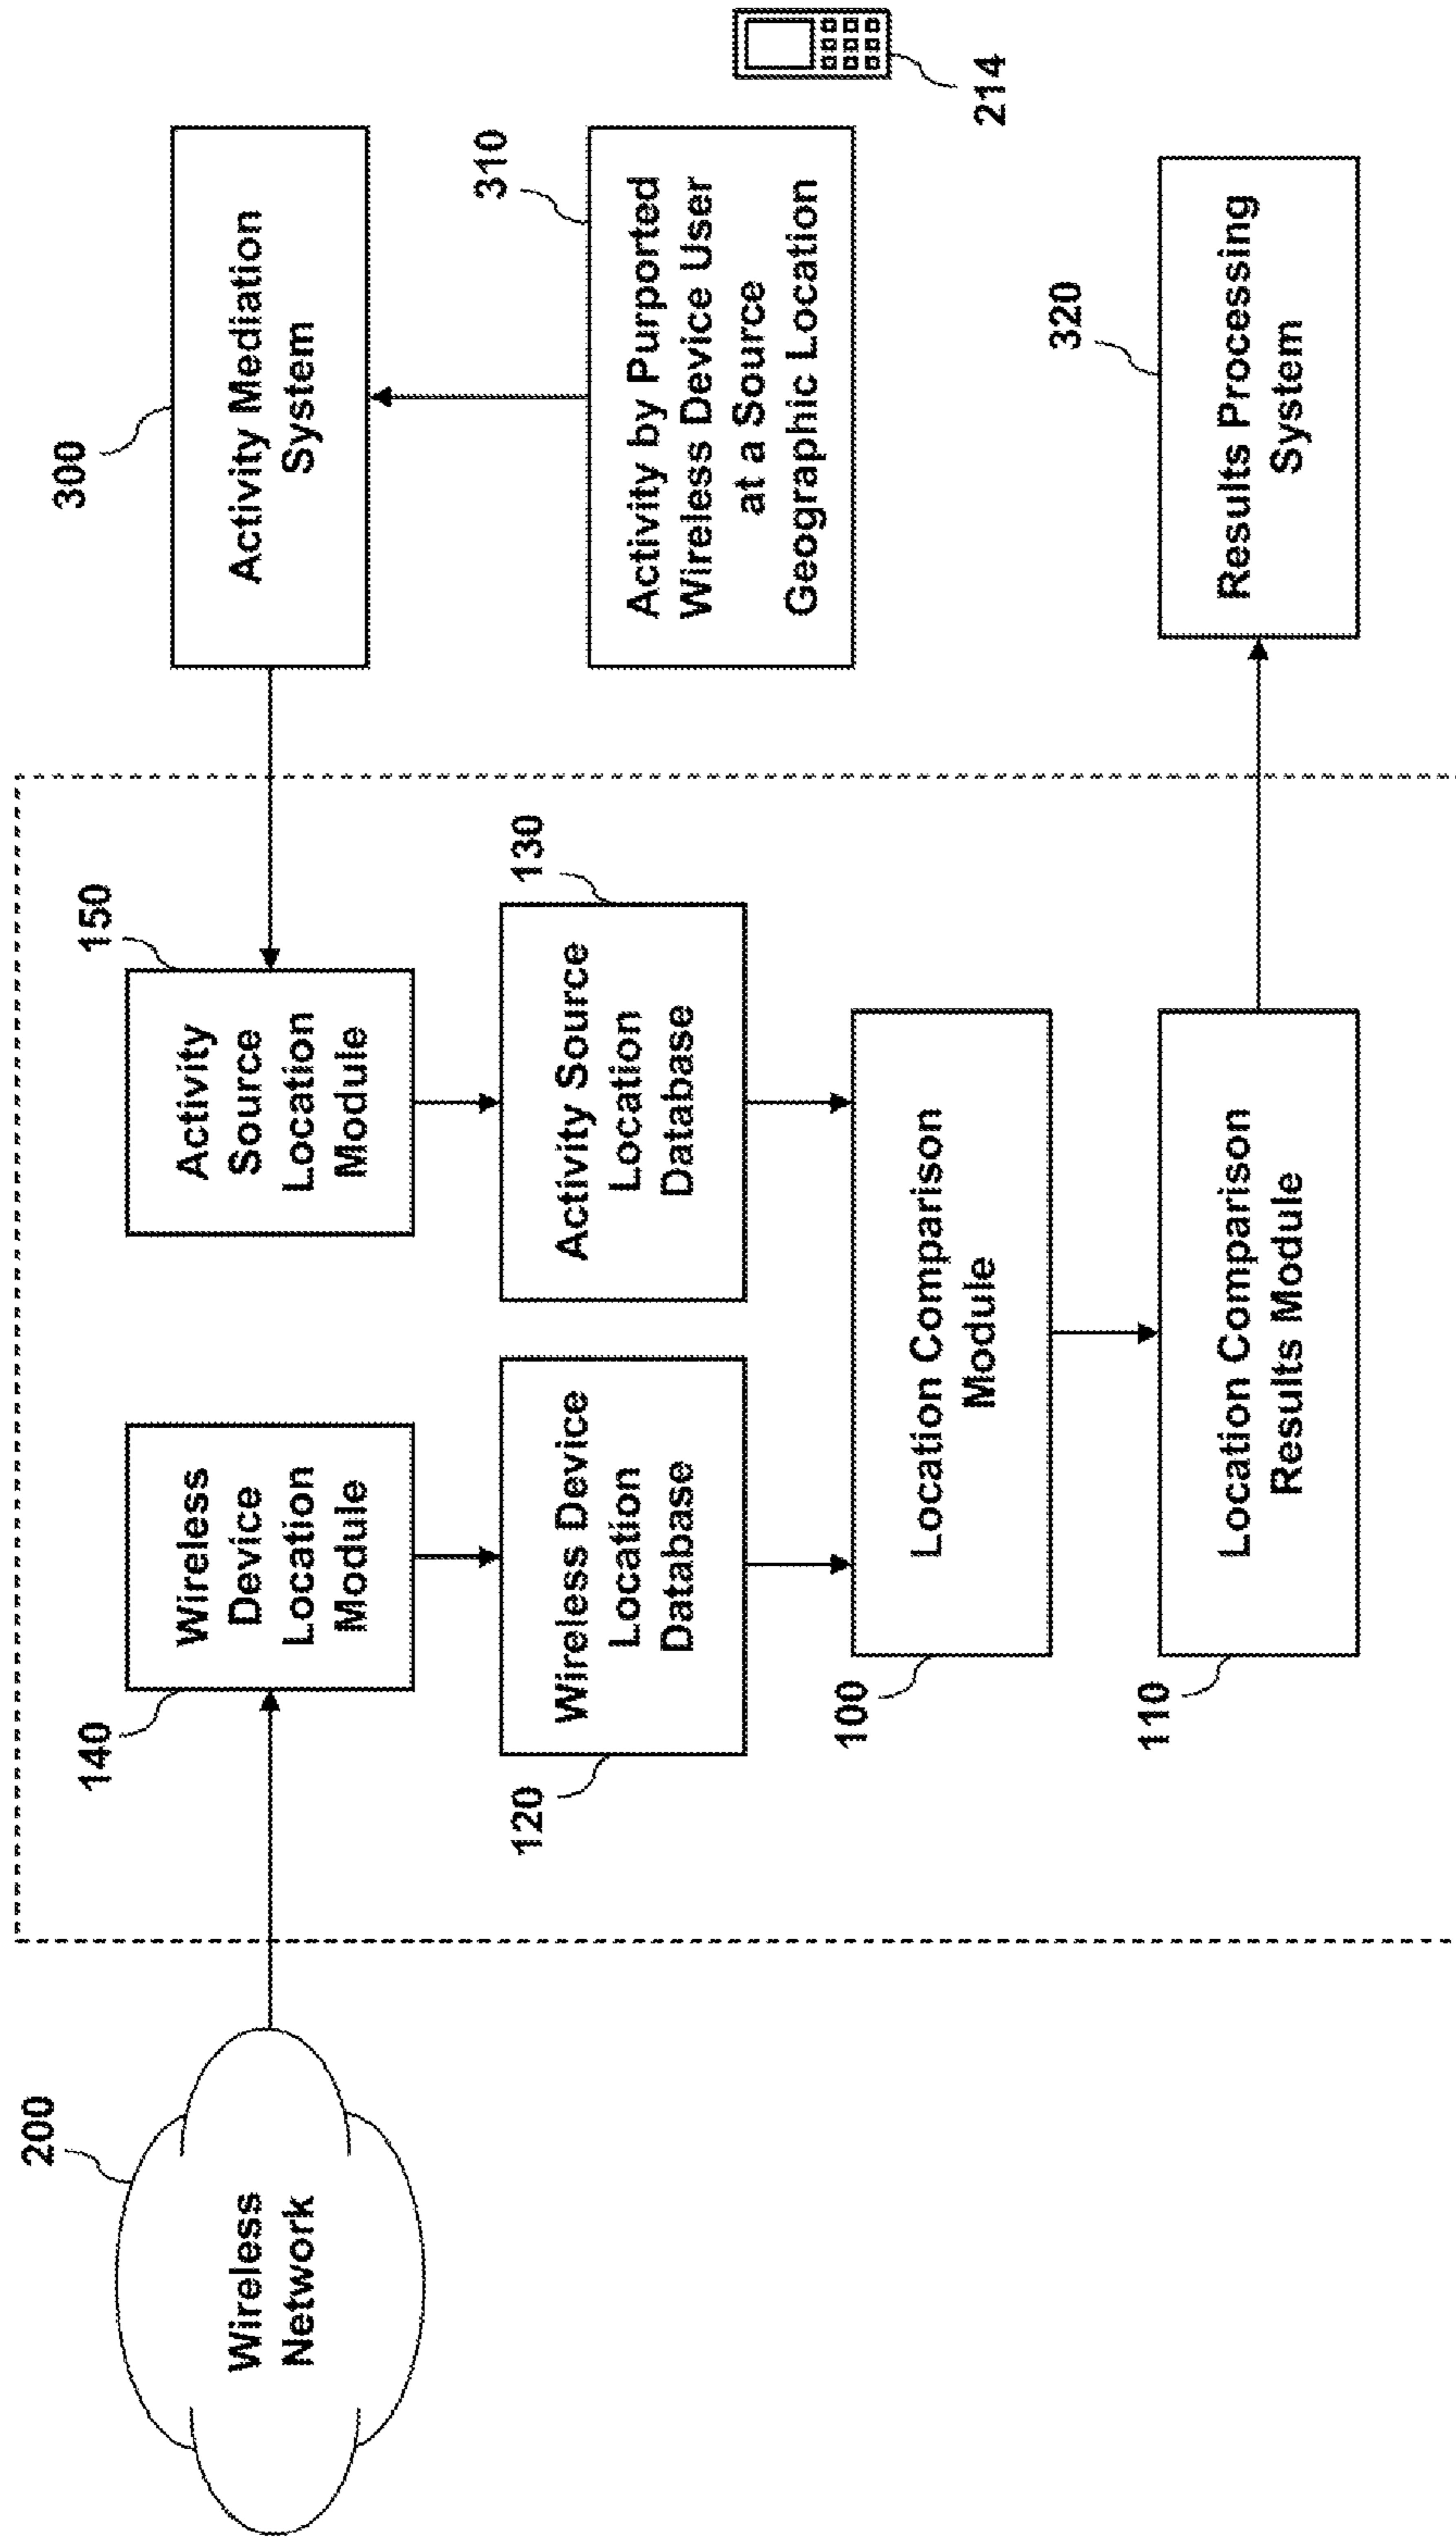 200
Wireless
Network
140
Wireless
Device
Location
Module
150
Activity
Source
Location
Module
300
Activity Mediation
System
120
Wireless Device
Location
Database
130
Activity Source
Location
Database
310
Activity by Purported
Wireless Device User
at a Source
Geographic Location
214
100
Location Comparison
Module
110
Location Comparison
Results Module
320
Results Processing
System